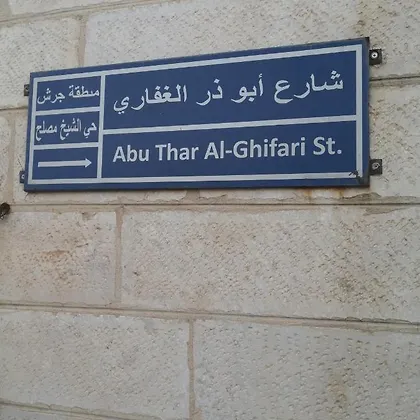 شارع أبو ذر الغفاري
Abu Thar Al-Ghifari St.
منطقة جرش
حي الشيخ مصلح